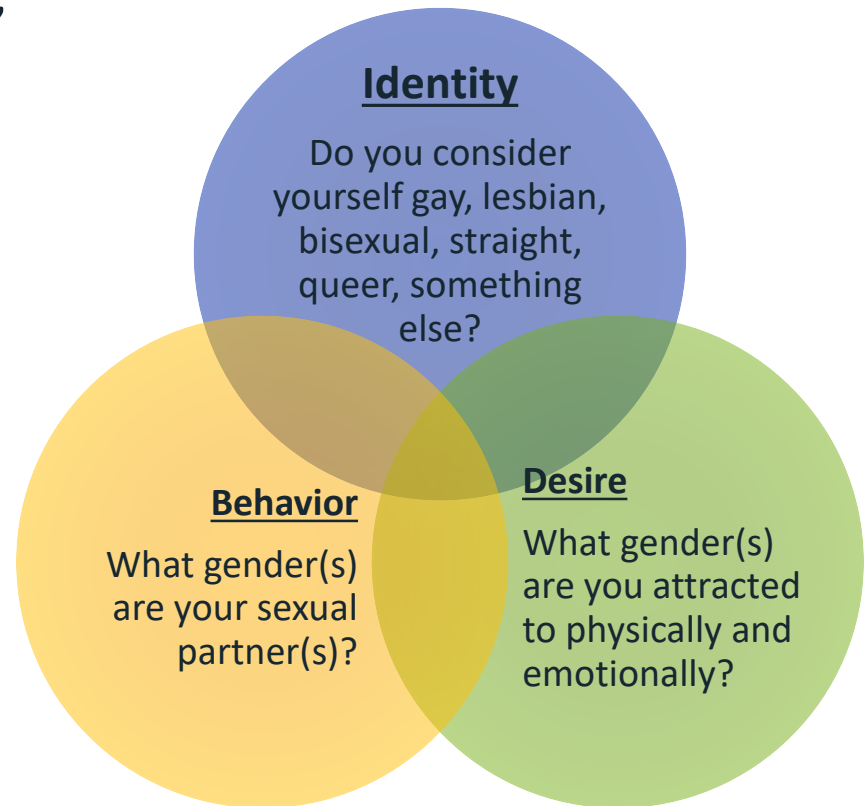 Identity
Do you consider
yourself gay, lesbian,
bisexual, straight,
queer, something
else?
Behavior
What gender(s)
are your sexual
partner(s)?
Desire
What gender(s)
are you attracted
to physically and
emotionally?